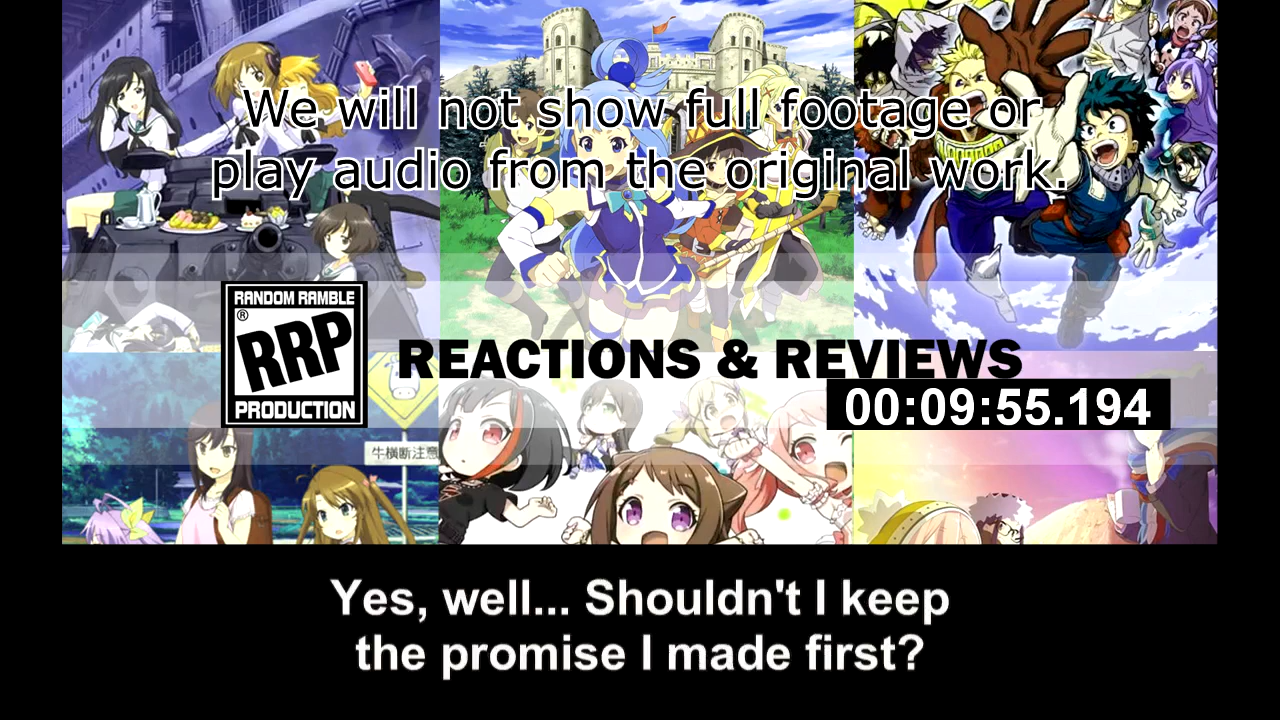 We will not show full footage or
play audio from the original work.
RANDOM RAMBLE
®
RRP
PRODUCTION
REACTIONS & REVIEWS
00:09:55.194
牛横断注意
Yes, well... Shouldn't I keep
the promise I made first?